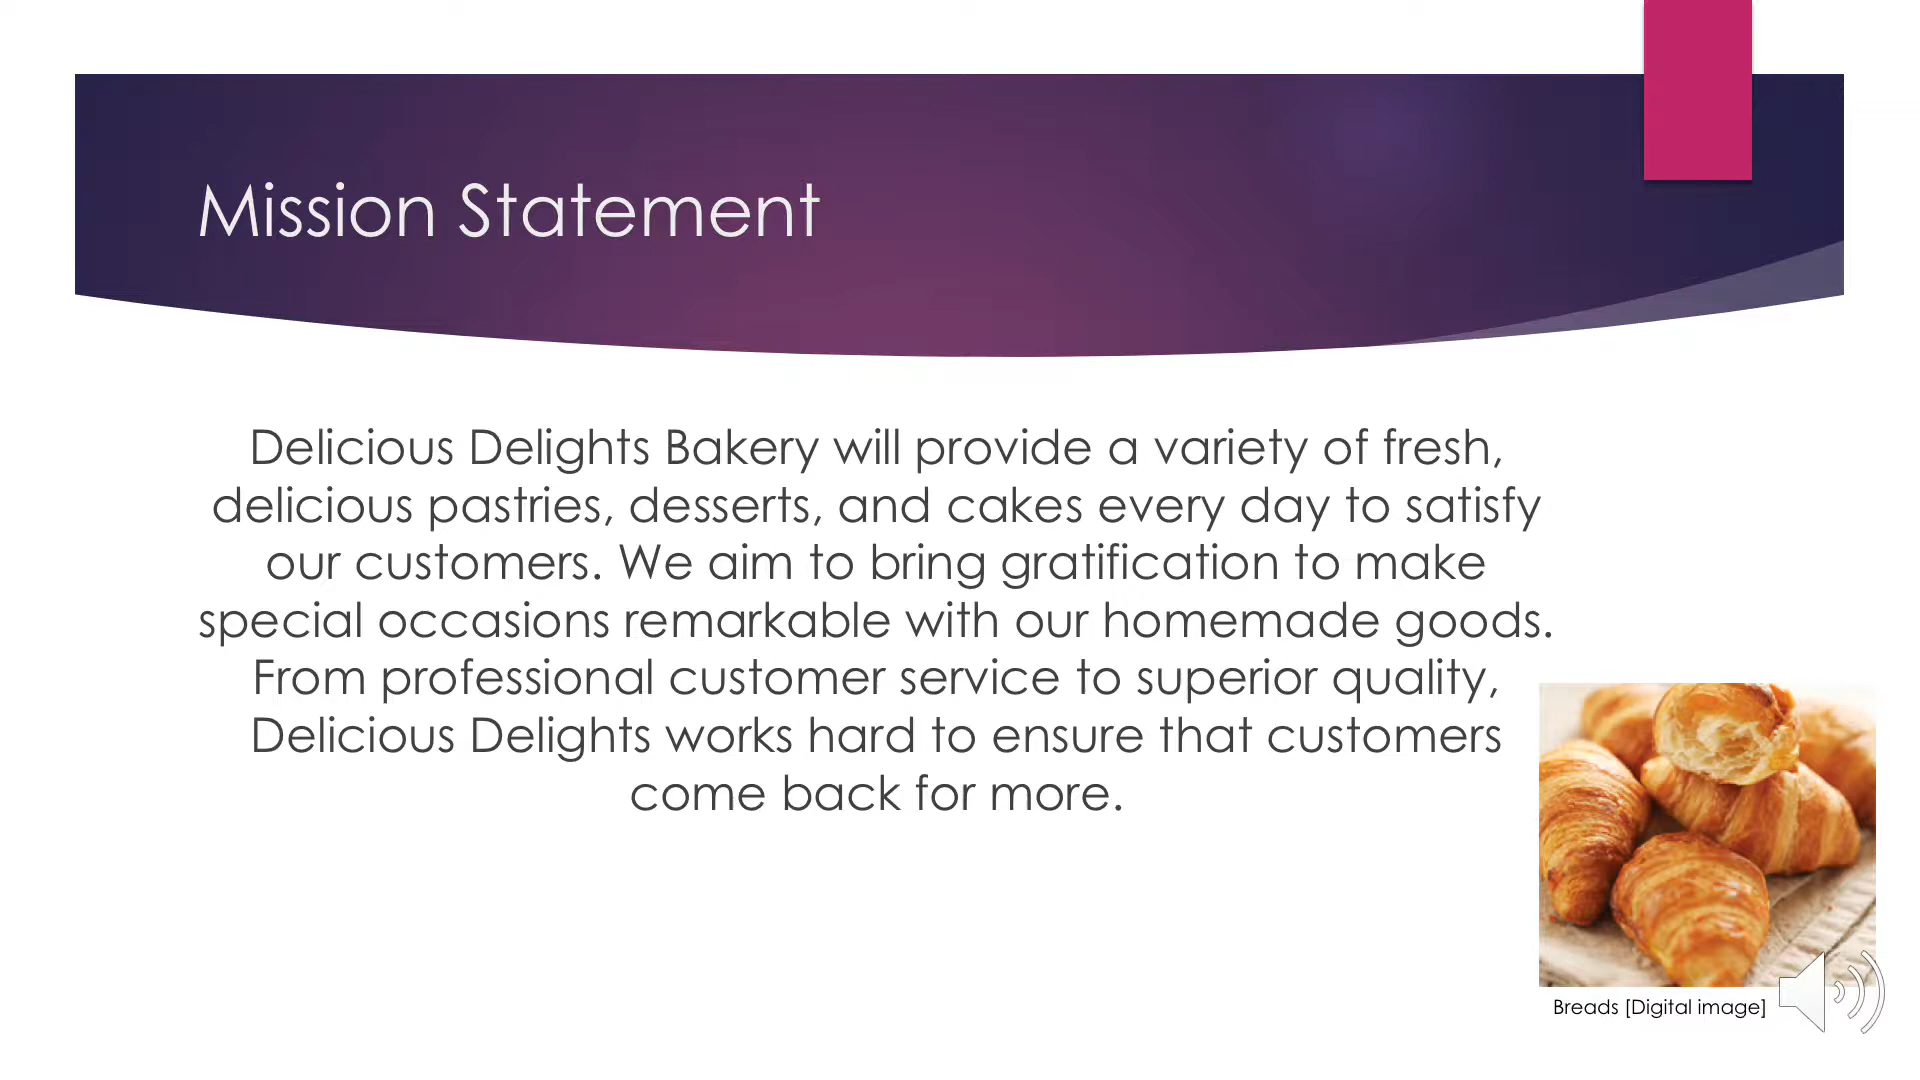 Mission Statement
Delicious Delights Bakery will provide a variety of fresh,
delicious pastries, desserts, and cakes every day to satisfy
our customers. We aim to bring gratification to make
special occasions remarkable with our homemade goods.
From professional customer service to superior quality,
Delicious Delights works hard to ensure that customers
come back for more.
Breads [Digital image]